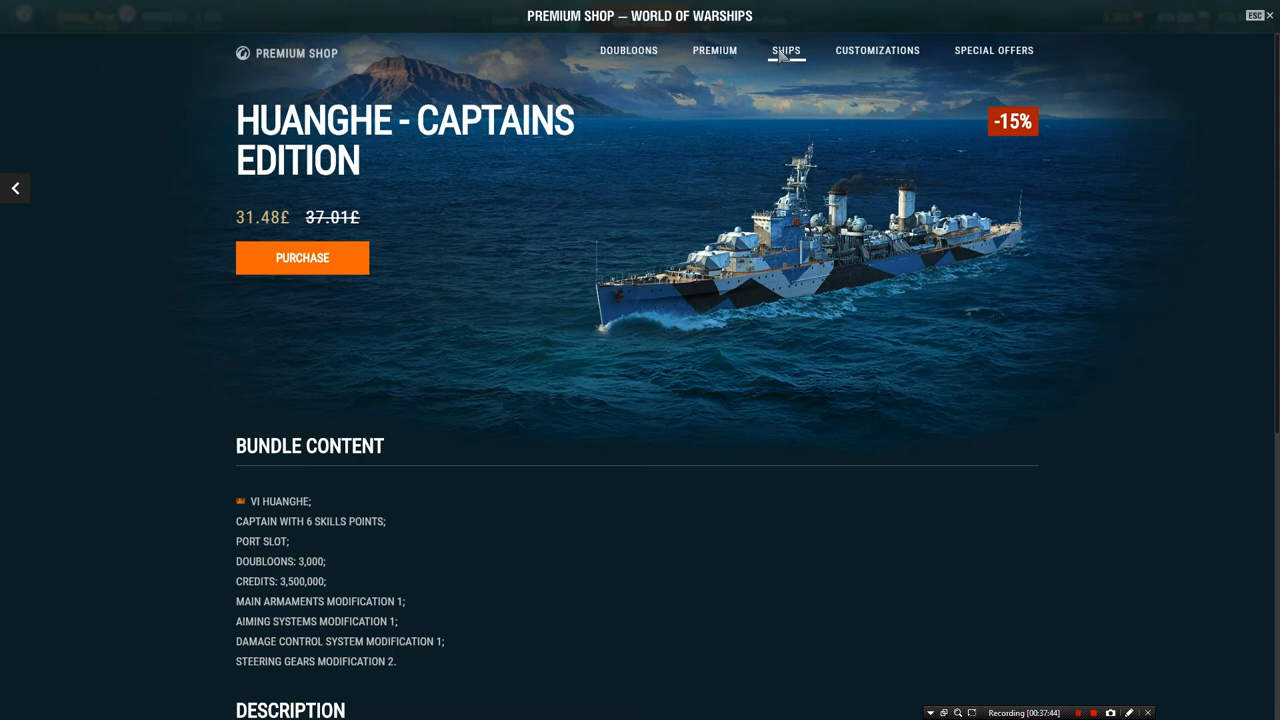 PREMIUM SHOP — WORLD OF WARSHIPS
ESC
PREMIUM SHOP
DOUBLOONS
PREMIUM
SHIPS
CUSTOMIZATIONS
SPECIAL OFFERS
HUANGHE - CAPTAINS
EDITION
-15%
31.48£ 37.01£
PURCHASE
BUNDLE CONTENT
VI HUANGHE;
CAPTAIN WITH 6 SKILLS POINTS;
PORT SLOT;
DOUBLOONS: 3,000;
CREDITS: 3,500,000;
MAIN ARMAMENTS MODIFICATION 1;
AIMING SYSTEMS MODIFICATION 1;
DAMAGE CONTROL SYSTEM MODIFICATION 1;
STEERING GEARS MODIFICATION 2.
DESCRIPTION
Recording [00:37:44]